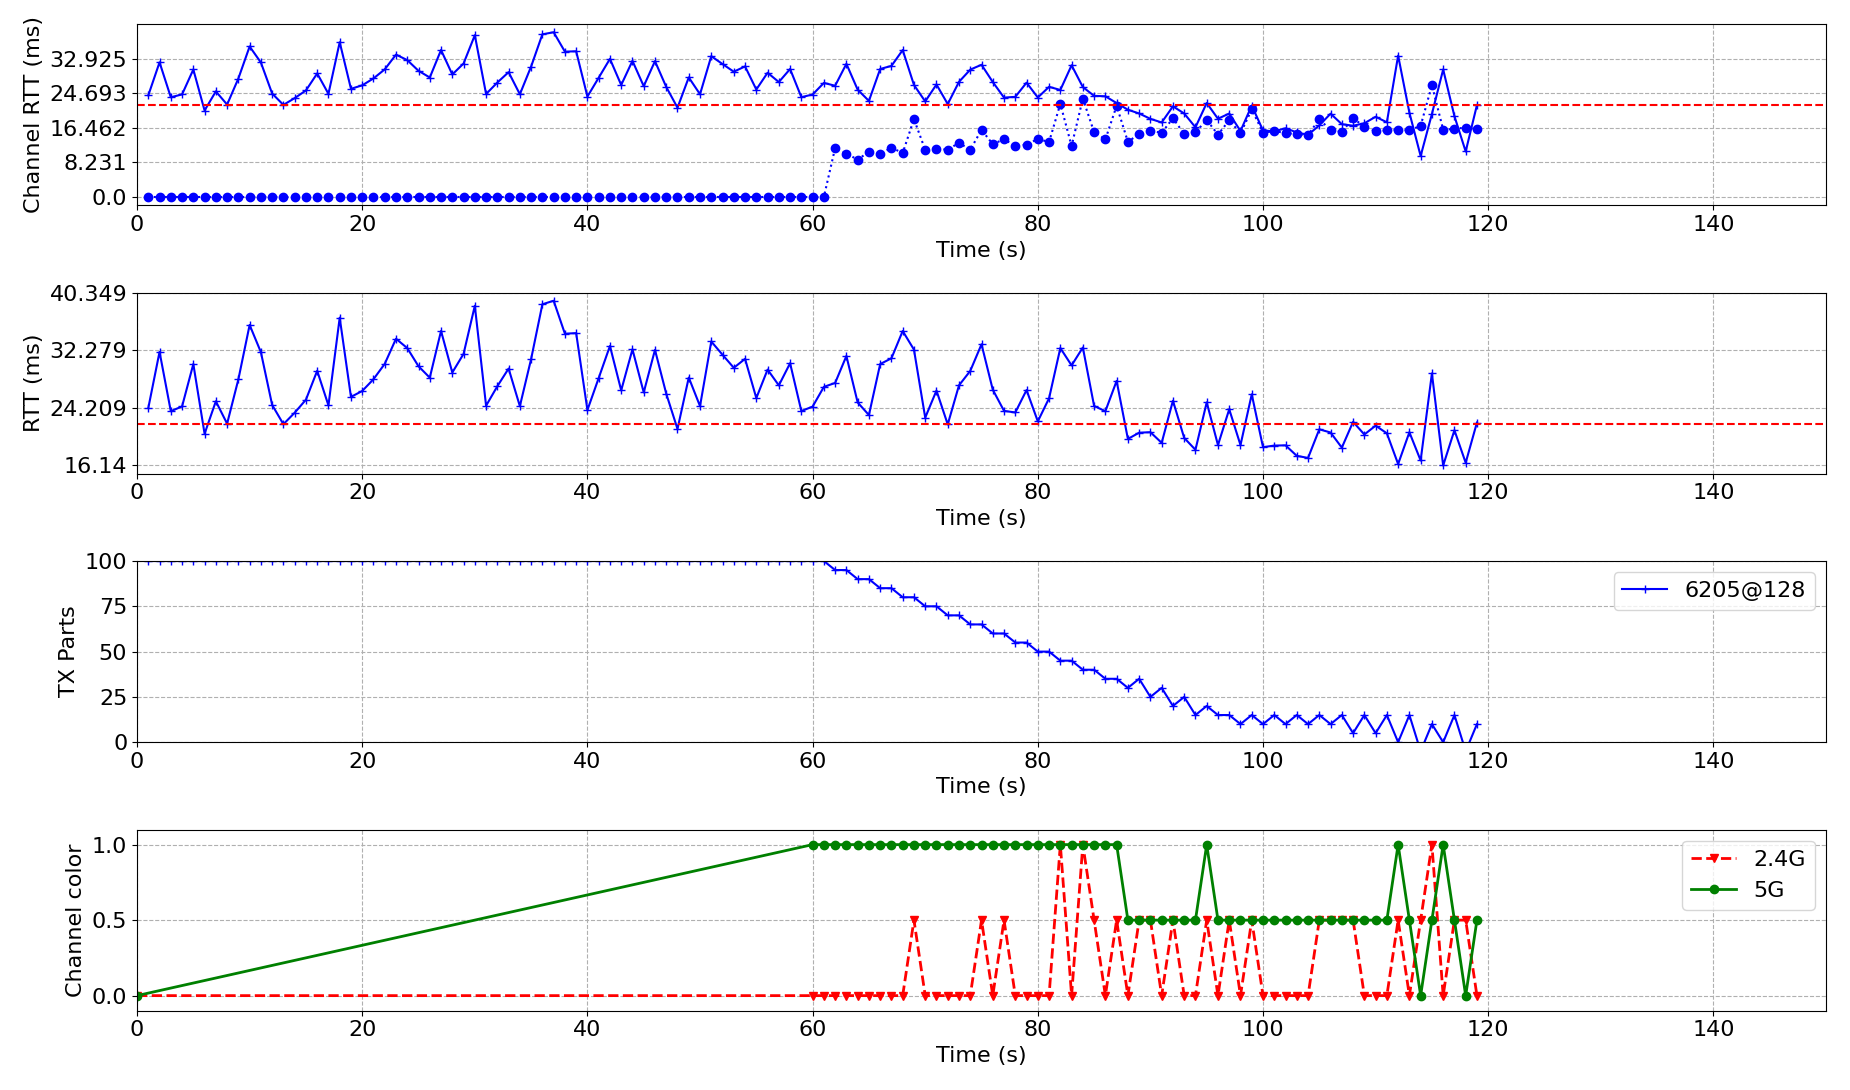 Channel RTT (ms)
32.925
24.693
16.462
8.231
0.0
0 20 40 60 80 100 120 140
Time (s)
RTT (ms)
40.349
32.279
24.209
16.14
0 20 40 60 80 100 120 140
Time (s)
TX Parts
100
75
50
25
0
6205@128
0 20 40 60 80 100 120 140
Time (s)
Channel color
1.0
0.5
0.0
2.4G
5G
0 20 40 60 80 100 120 140
Time (s)